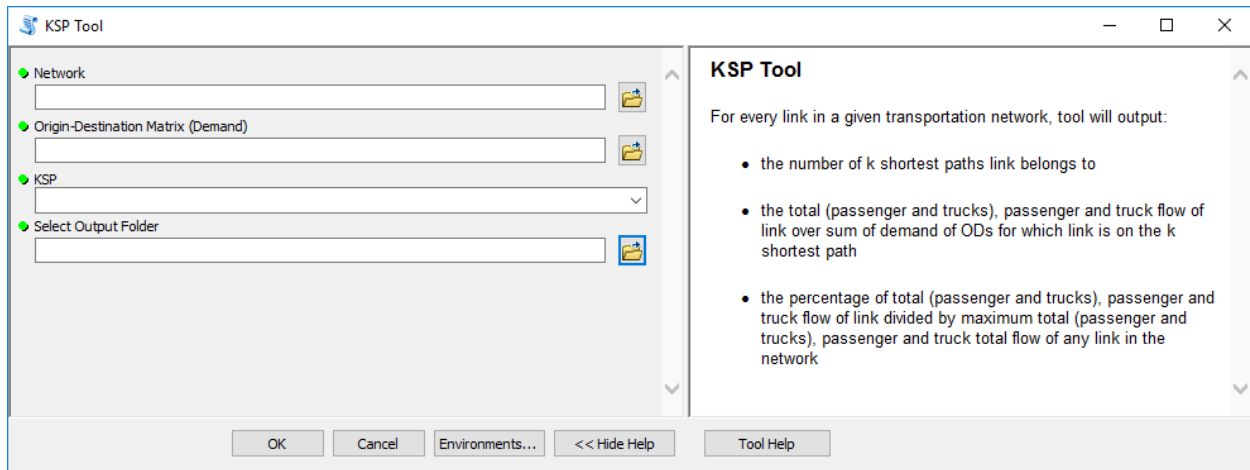 KSP Tool
Network
Origin-Destination Matrix (Demand)
KSP
Select Output Folder
KSP Tool
For every link in a given transportation network, tool will output:
• the number of k shortest paths link belongs to
• the total (passenger and trucks), passenger and truck flow of
link over sum of demand of ODs for which link is on the k
shortest path
• the percentage of total (passenger and trucks), passenger and
truck flow of link divided by maximum total (passenger and
trucks), passenger and truck total flow of any link in the
network
OK
Cancel
Environments...
<< Hide Help
Tool Help